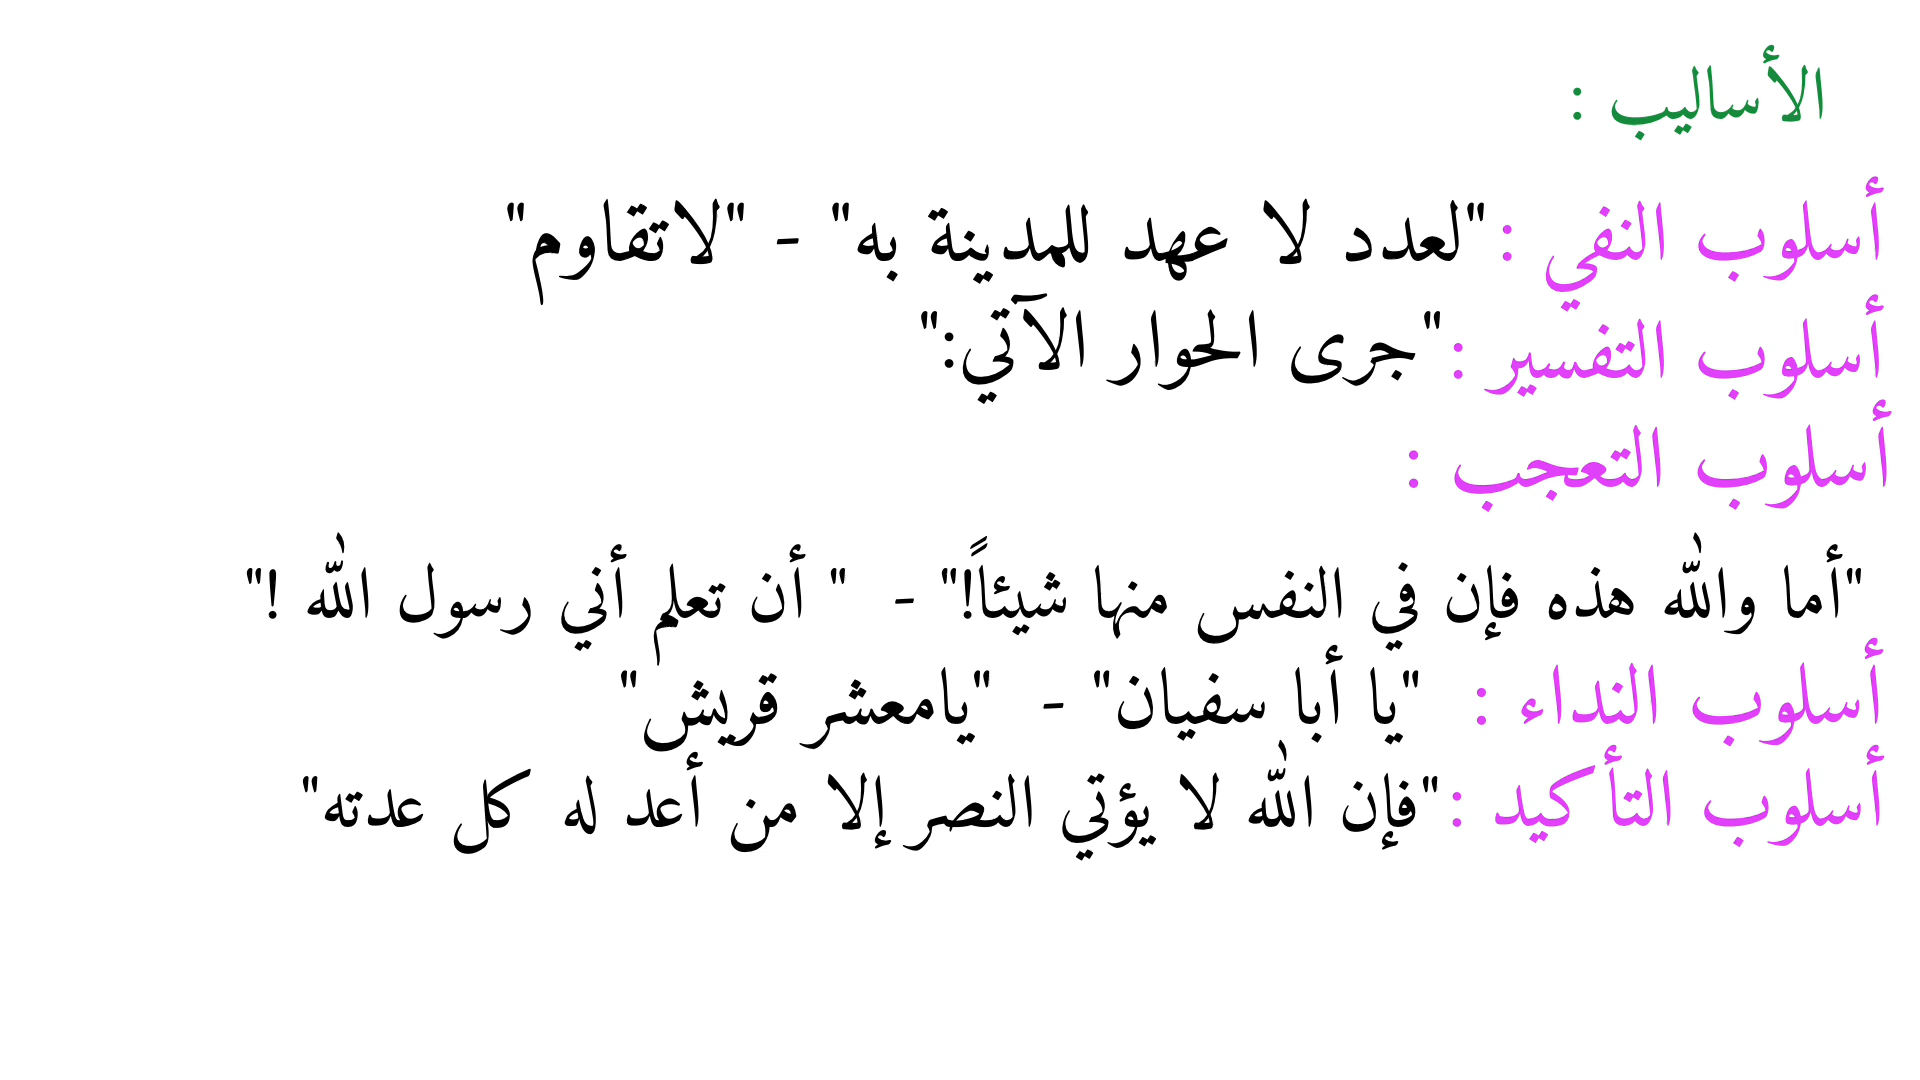 الأساليب :
أسلوب النفي : "لعدد لا عهد للمدينة به" - "لاتقاوم"
أسلوب التفسير : "جرى الحوار الآتي:"
أسلوب التعجب :
"أما والله هذه فإن في النفس منها شيئاً!" - " أن تعلم أني رسول الله !"
أسلوب النداء : "يا أبا سفيان" - "يامعشر قريش"
أسلوب التأكيد : "فإن الله لا يؤتي النصر إلا من أعد له كل عدته"